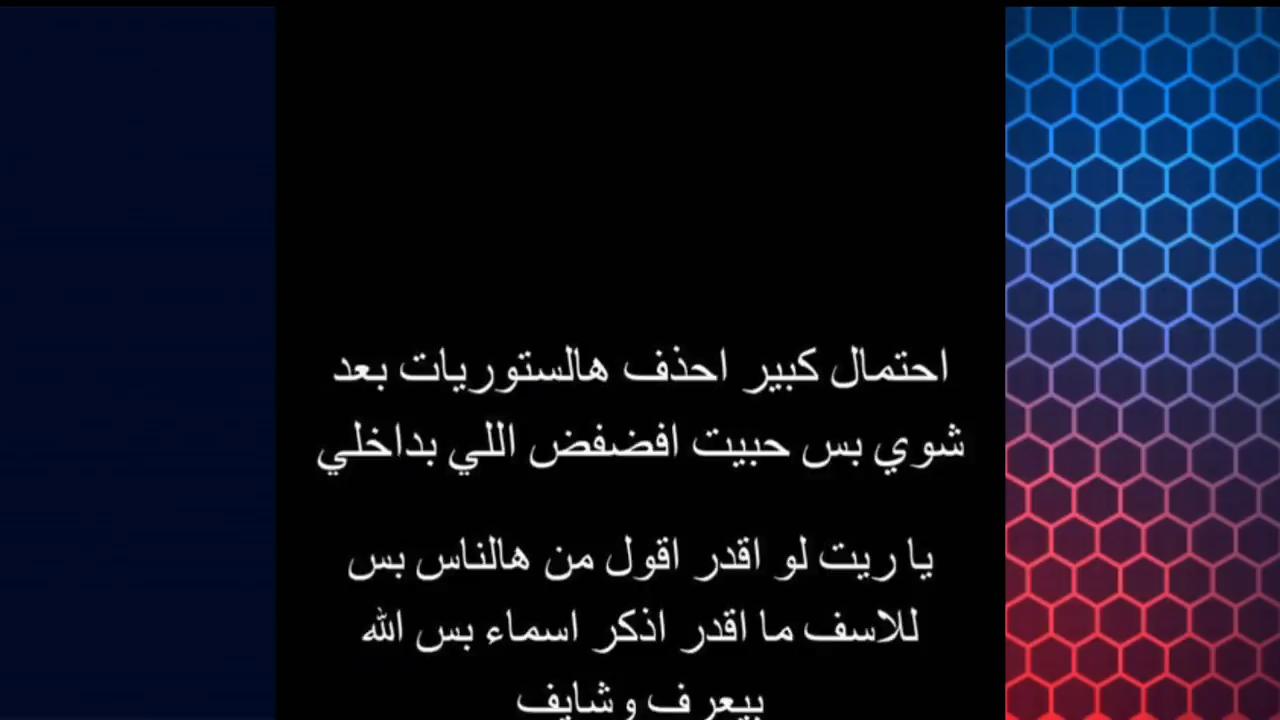 احتمال كبير احذف هالستوريات بعد
شوي بس حبيت افضفض اللي بداخلي
يا ريت لو اقدر اقول من هالناس بس
للاسف ما اقدر اذكر اسماء بس الله
بيعرف وشايف